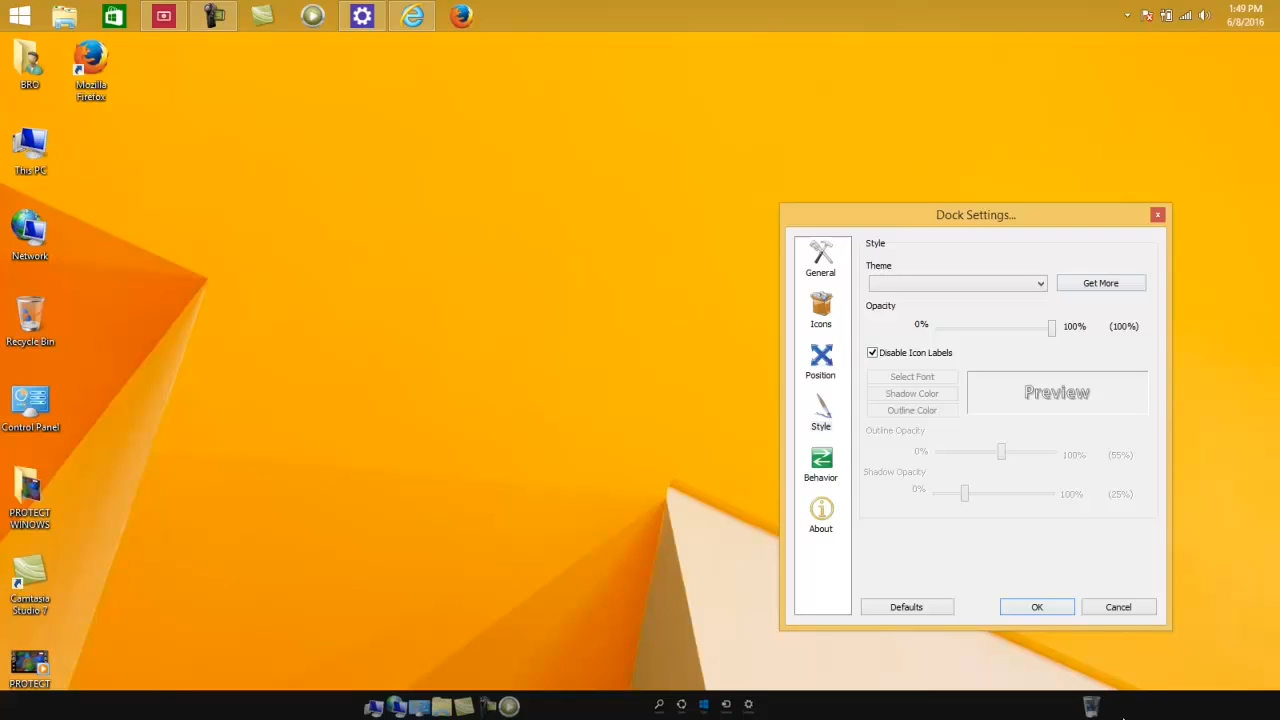 1:49 PM
6/8/2016
BRO
Mozilla
Firefox
This PC
Network
Recycle Bin
Control Panel
PROTECT
WINOWS
Camtasia
Studio 7
PROTECT
Dock Settings...
General
Icons
Position
Style
Behavior
About
Style
Theme
Get More
Opacity
0% 100% (100%)
Disable Icon Labels
Select Font
Shadow Color
Outline Color
Preview
Outline Opacity
0% 100% (55%)
Shadow Opacity
0% 100% (25%)
Defaults OK Cancel